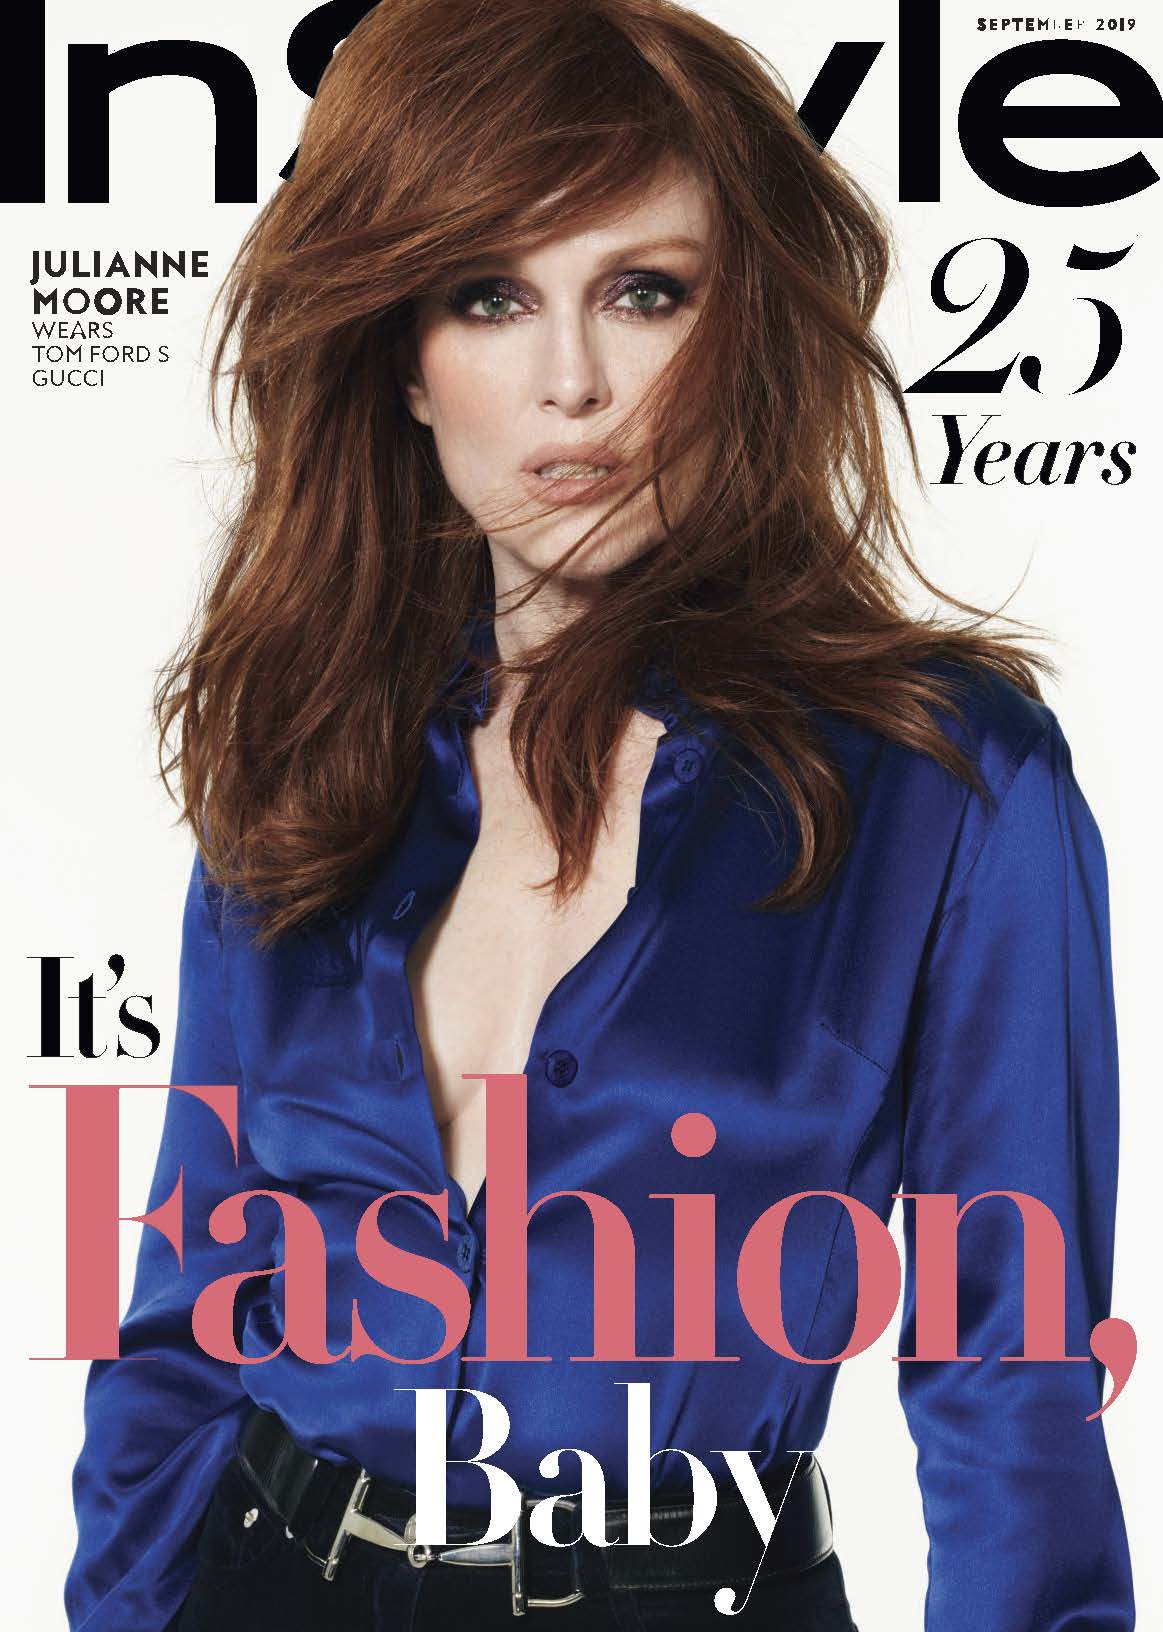 InStyle
SEPTEMBER 2019
JULIANNE
MOORE
WEARS
TOM FORD S
GUCCI
25
Years
It's
Fashion,
Baby